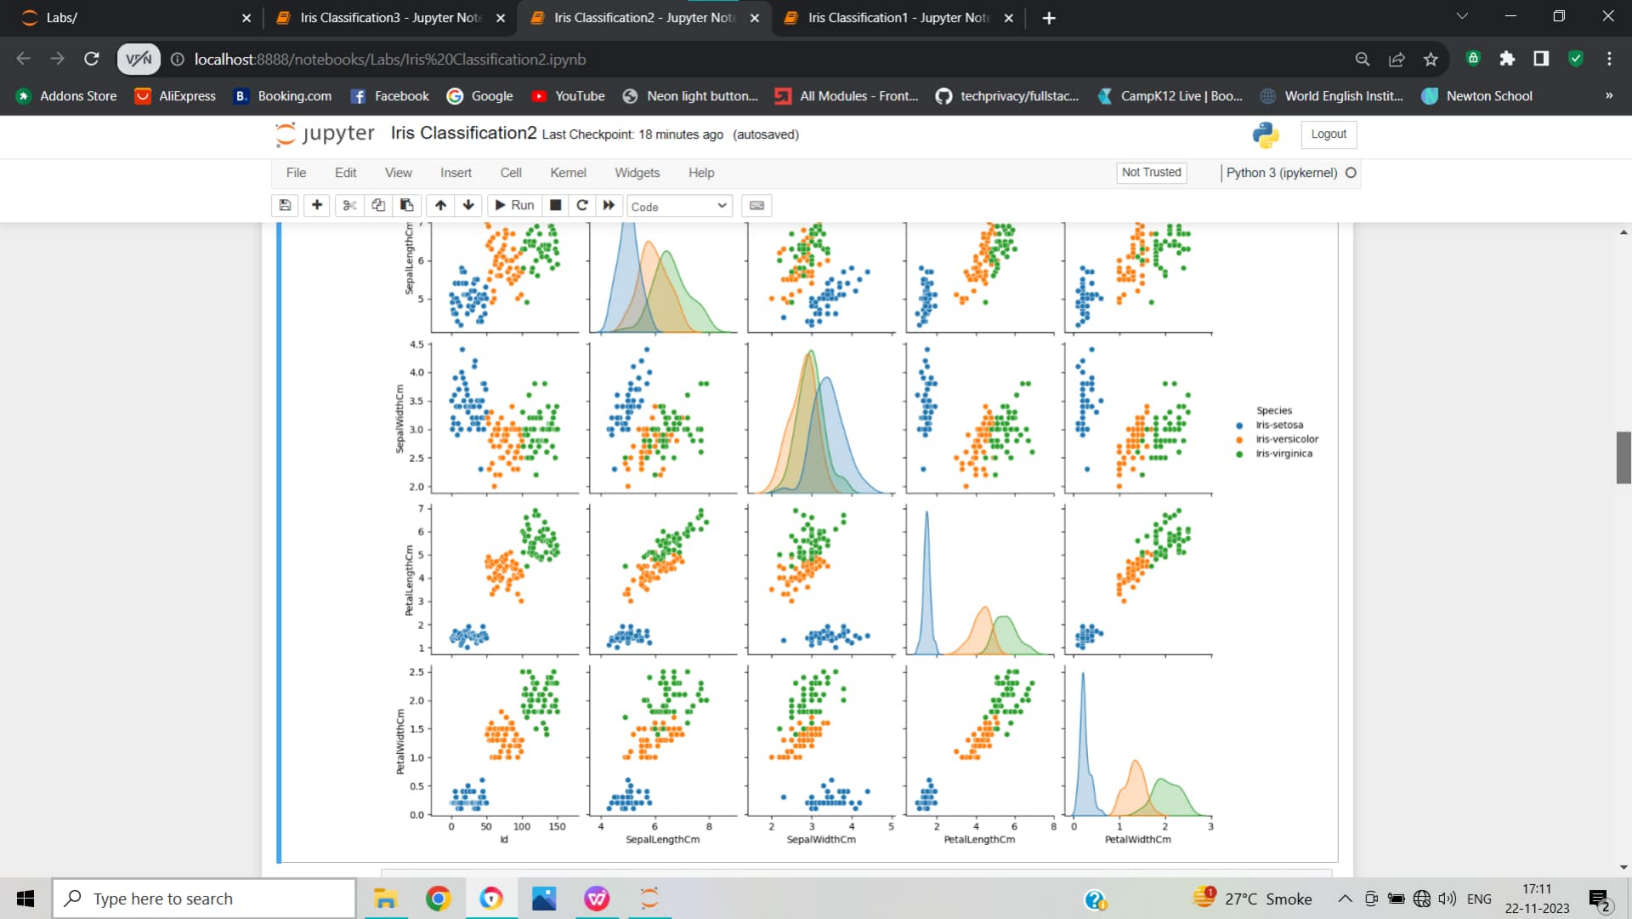 Labs/
Iris Classification3 - Jupyter Note
Iris Classification2 - Jupyter Note
Iris Classification1 - Jupyter Note
VPN
localhost:8888/notebooks/Labs/Iris%20Classification2.ipynb
Addons Store
AliExpress
B.
Booking.com
Facebook
Google
YouTube
Neon light button...
All Modules - Front...
techprivacy/fullstac...
CampK12 Live | Boo...
World English Instit...
Newton School
»
jupyter Iris Classification2 Last Checkpoint: 18 minutes ago (autosaved)
Logout
File Edit View Insert Cell Kernel Widgets Help
Not Trusted
Python 3 (ipykernel)
Run
Code
SepalLengthCm
6
5
SepalWidthCm
4.5
4.0
3.5
3.0
2.5
2.0
Species
Iris-setosa
Iris-versicolor
Iris-virginica
PetalLengthCm
7
6
5
4
3
2
1
PetalWidthCm
2.5
2.0
1.5
1.0
0.5
0.0
0 50 100 150
4 6 8
2 3 4 5
2 4 6 8
0 1 2 3
Id
SepalLengthCm
SepalWidthCm
PetalLengthCm
PetalWidthCm
Type here to search
1
27°C Smoke
ENG
17:11
22-11-2023
2